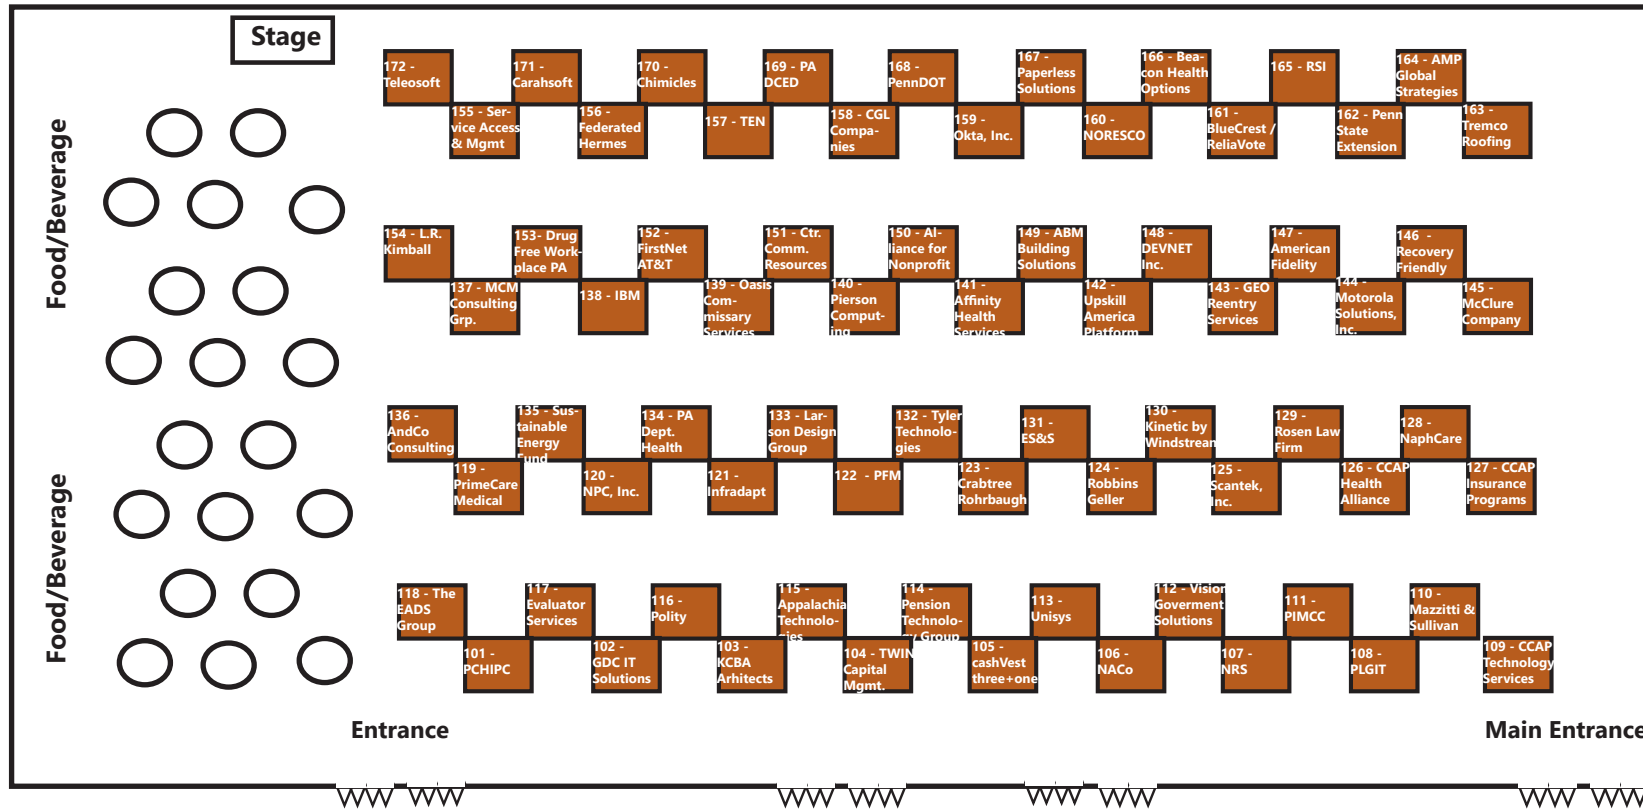 Stage
Food/Beverage
Food/Beverage
172 -
Teleosoft
171 -
Carahsoft
170 -
Chimicles
169 - PA
DCED
168 -
PennDOT
167 -
Paperless
Solutions
166 - Bea-
con Health
Options
165 - RSI
164 - AMP
Global
Strategies
155 - Ser-
vice Access
& Mgmt
156 -
Federated
Hermes
157 - TEN
158 - CGL
Compa-
nies
159 -
Okta, Inc.
160 -
NORESCO
161 -
BlueCrest /
ReliaVote
162 - Penn
State
Extension
163 -
Tremco
Roofing
154 - L.R.
Kimball
153- Drug
Free Work-
place PA
152 -
FirstNet
AT&T
151 - Ctr.
Comm.
Resources
150 - Al-
liance for
Nonprofit
149 - ABM
Building
Solutions
148 -
DEVNET
Inc.
147 -
American
Fidelity
146 -
Recovery
Friendly
137 - MCM
Consulting
Grp.
138 - IBM
139 - Oasis
Com-
missary
Services
140 -
Pierson
Comput-
ing
141 -
Affinity
Health
Services
142 -
Upskill
America
Platform
143 - GEO
Reentry
Services
144 -
Motorola
Solutions,
Inc.
145 -
McClure
Company
136 -
AndCo
Consulting
135 - Sus-
tainable
Energy
Fund
134 - PA
Dept.
Health
133 - Lar-
son Design
Group
132 - Tyler
Technolo-
gies
131 -
ES&S
130 -
Kinetic by
Windstream
129 -
Rosen Law
Firm
128 -
NaphCare
119 -
PrimeCare
Medical
120 -
NPC, Inc.
121 -
Infradapt
122 - PFM
123 -
Crabtree
Rohrbaugh
124 -
Robbins
Geller
125 -
Scantek,
Inc.
126 - CCAP
Health
Alliance
127 - CCAP
Insurance
Programs
118 - The
EADS
Group
117 -
Evaluator
Services
116 -
Polity
115 -
Appalachia
Technolo-
gies
114 -
Pension
Technolo-
gy Group
113 -
Unisys
112 - Vision
Goverment
Solutions
111 -
PIMCC
110 -
Mazzitti &
Sullivan
101 -
PCHIPC
102 -
GDC IT
Solutions
103 -
KCBA
Arhitects
104 - TWIN
Capital
Mgmt.
105 -
cashVest
three+one
106 -
NACo
107 -
NRS
108 -
PLGIT
109 - CCAP
Technology
Services
Entrance
Main Entrance